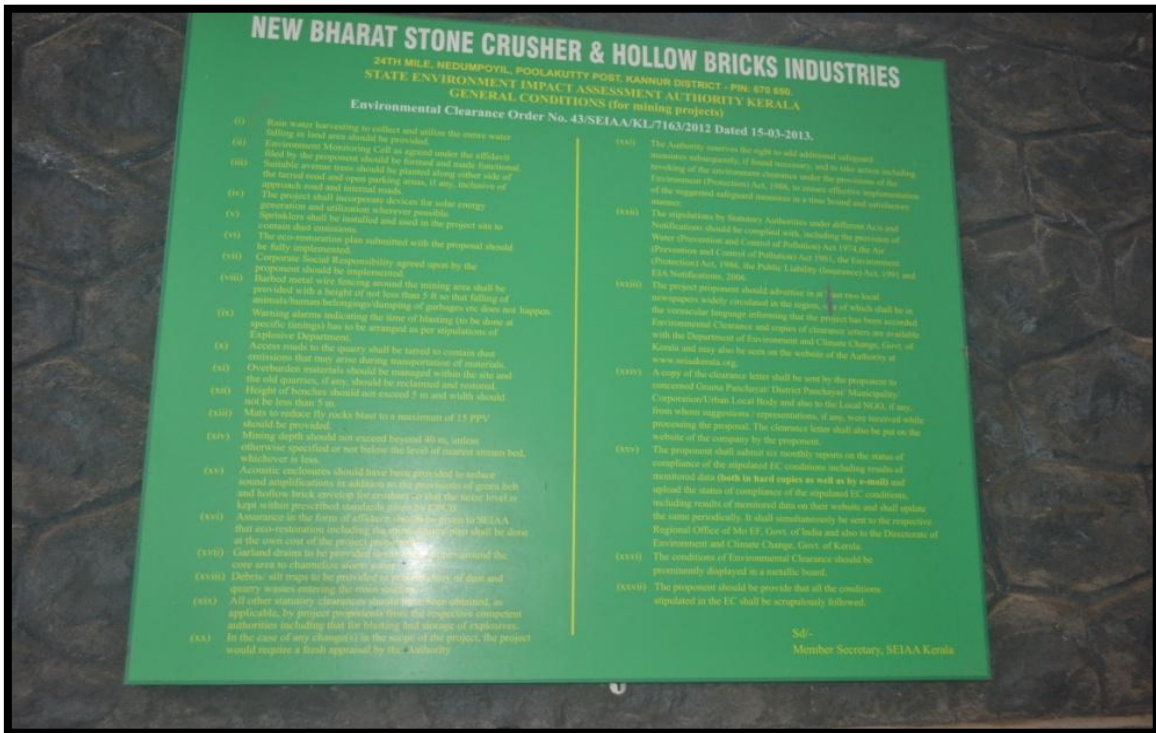 NEW BHARAT STONE CRUSHER & HOLLOW BRICKS INDUSTRIES
24TH MILE, NEDUMPOYIL, POOLAKUTTY POST, KANNUR DISTRICT - PIN: 670 650.
STATE ENVIRONMENT IMPACT ASSESSMENT AUTHORITY KERALA
GENERAL CONDITIONS (for mining projects)
Environmental Clearance Order No. 43/SEIAA/KL/7163/2012 Dated 15-03-2013.
(i) Rain water harvesting to collect and utilize the entire water
falling in land area should be provided.
(ii) Environment Monitoring Cell as agreed under the affidavit
filed by the proponent should be formed and made functional.
(iii) Suitable avenue trees should be planted along either side of
the tarred road and open parking areas, if any, inclusive of
approach road and internal roads.
(iv) The project shall incorporate devices for solar energy
generation and utilization wherever possible.
(v) Sprinklers shall be installed and used in the project site to
contain dust emissions.
(vi) The eco-restoration plan submitted with the proposal should
be fully implemented.
(vii) Corporate Social Responsibility agreed upon by the
proponent should be implemented.
(viii) Barbed metal wire fencing around the mining area shall be
provided with a height of not less than 5 ft so that falling of
animals/human belongings/dumping of garbages etc does not happen.
(ix) Warning alarms indicating the time of blasting (to be done at
specific timings) has to be arranged as per stipulations of
Explosive Department.
(x) Access roads to the quarry shall be tarred to contain dust
emissions that may arise during transportation of materials.
(xi) Overburden materials should be managed within the site and
the old quarries, if any, should be reclaimed and restored.
(xii) Height of benches should not exceed 5 m and width should
not be less than 5 m.
(xiii) Mats to reduce fly rocks blast to a maximum of 15 PPV
should be provided.
(xiv) Mining depth should not exceed beyond 40 m, unless
otherwise specified or not below the level of nearest stream bed,
whichever is less.
(xv) Acoustic enclosures should have been provided to reduce
sound amplifications in addition to the provisions of green belt
and hollow brick envelop for crusher so that the noise level is
kept within prescribed standards given by CPCB
(xvi) Assurance in the form of affidavit should be given to SEIAA
that eco-restoration including the shall be done
at the own cost of the project
(xvii) Garland drains to be provided around the
core area to channelize storm water
(xviii) Debris/ silt traps to be provided to of dust and
quarry wastes entering the main
(xix) All other statutory clearances should have been obtained, as
applicable, by project proponents from the respective competent
authorities including that for blasting and storage of explosives.
(xx) In the case of any change(s) in the scope of the project, the project
would require a fresh appraisal by the Authority
(xxi) The Authority reserves the right to add additional safeguard
measures subsequently, if found necessary, and to take action including
revoking of the environment clearance under the provisions of the
Environment (Protection) Act, 1986, to ensure effective implementation
of the suggested safeguard measures in a time bound and satisfactory
manner.
(xxii) The stipulations by Statutory Authorities under different Acts and
Notifications should be complied with, including the provision of
Water (Prevention and Control of Pollution) Act 1974, the Air
(Prevention and Control of Pollution) Act 1981, the Environment
(Protection) Act, 1986, the Public Liability (Insurance) Act, 1991 and
EIA Notifications, 2006.
(xxiii) The project proponent should advertise in at least two local
newspapers widely circulated in the region, one of which shall be in
the vernacular language informing that the project has been accorded
Environmental Clearance and copies of clearance letters are available
with the Department of Environment and Climate Change, Govt. of
Kerala and may also be seen on the website of the Authority at
www.seiaakerala.org.
(xxiv) A copy of the clearance letter shall be sent by the proponent to
concerned Grama Panchayat/ District Panchayat/ Municipality/
Corporation/Urban Local Body and also to the Local NGO, if any,
from whom suggestions / representations, if any, were received while
processing the proposal. The clearance letter shall also be put on the
website of the company by the proponent.
(xxv) The proponent shall submit six monthly reports on the status of
compliance of the stipulated EC conditions including results of
monitored data (both in hard copies as well as by e-mail) and
upload the status of compliance of the stipulated EC conditions,
including results of monitored data on their website and shall update
the same periodically. It shall simultaneously be sent to the respective
Regional Office of Mn EF, Govt. of India and also to the Directorate of
Environment and Climate Change, Govt. of Kerala.
(xxvi) The conditions of Environmental Clearance should be
prominently displayed in a metallic board.
(xxvii) The proponent should be provide that all the conditions
stipulated in the EC shall be scrupulously followed.
Sd/-
Member Secretary, SEIAA Kerala